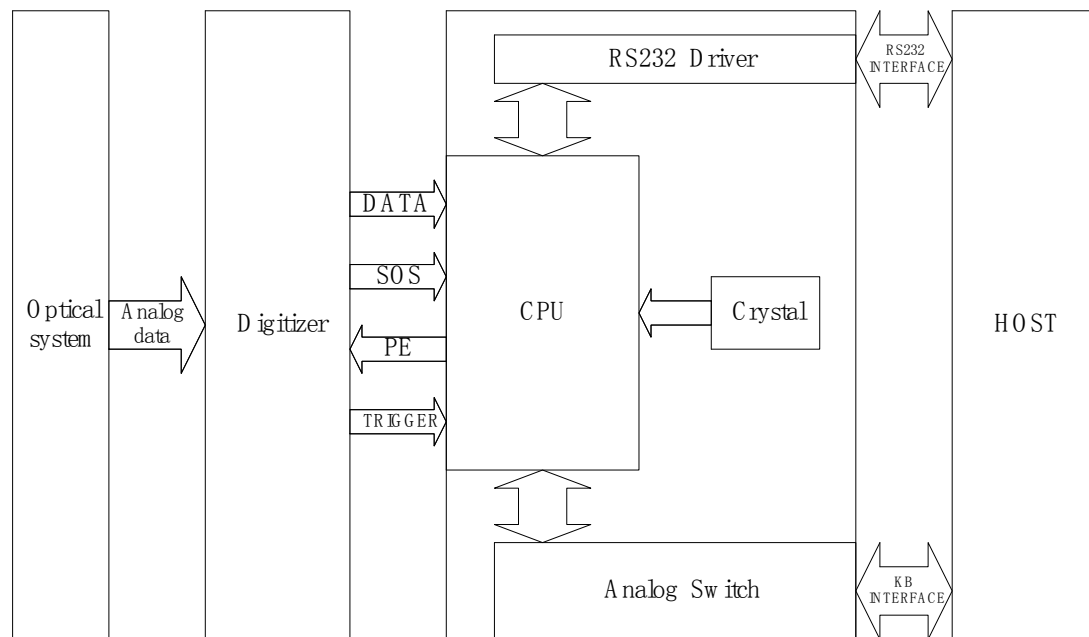 RS232 Driver
RS232
INTERFACE
DATA
SOS
Optical
system
Analog
data
Digitizer
PE
TRIGGER
CPU
Crystal
HOST
Analog Switch
KB
INTERFACE